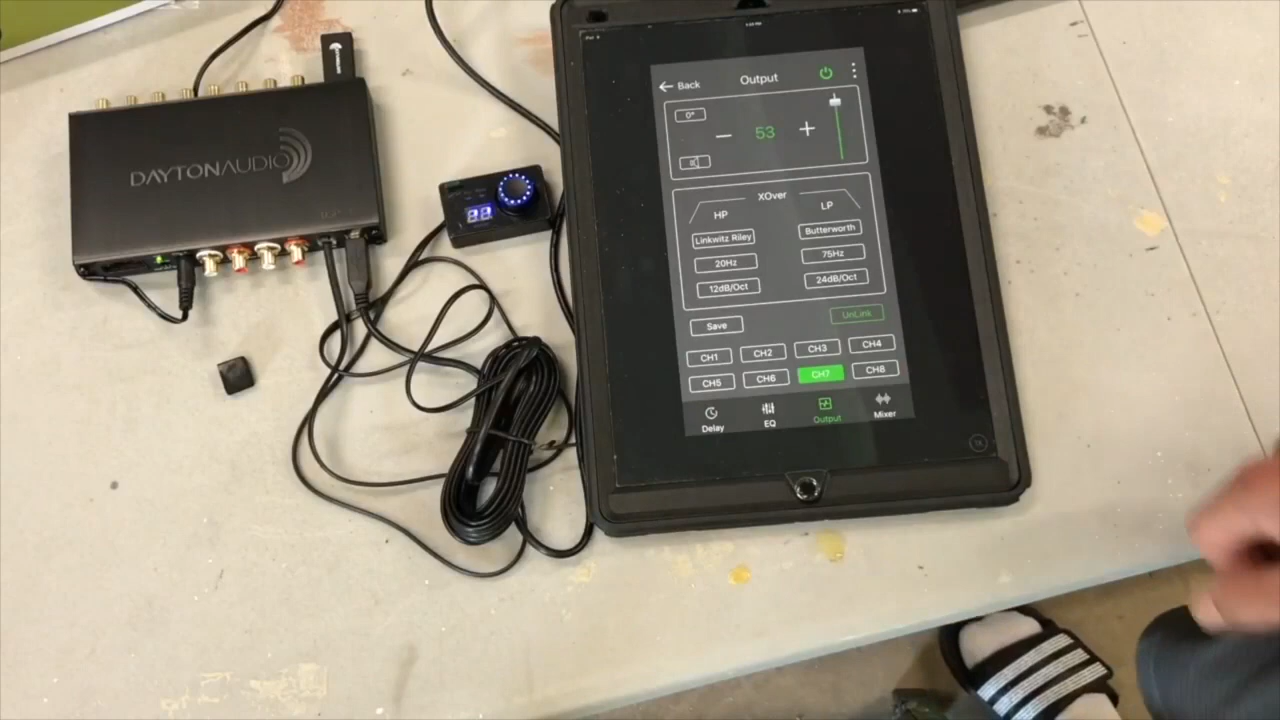 DAYTONAUDIO
DSP
Back
Output
0°
53
XOver
HP
LP
Linkwitz Riley
Butterworth
20Hz
75Hz
12dB/Oct
24dB/Oct
Save
UnLink
CH1
CH2
CH3
CH4
CH5
CH6
CH7
CH8
Delay
EQ
Output
Mixer